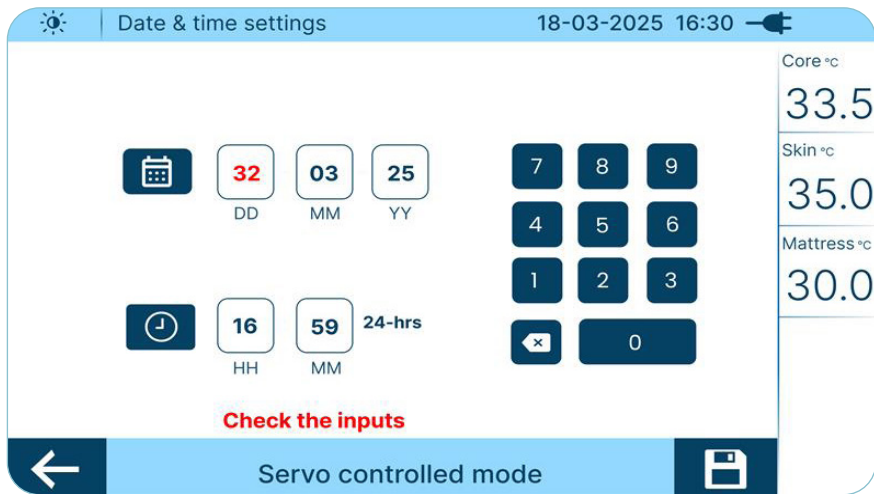 Date & time settings 18-03-2025 16:30
Core °C
33.5
Skin °C
35.0
Mattress °C
30.0
32 03 25
DD MM YY
16 59 24-hrs
HH MM
7 8 9
4 5 6
1 2 3
0
Check the inputs
Servo controlled mode